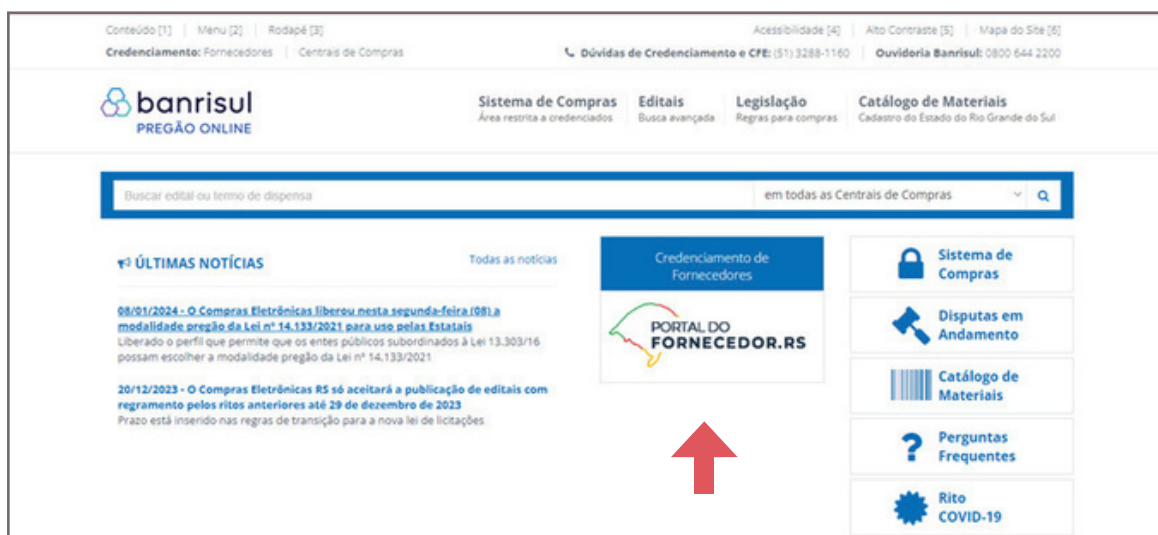 Conteúdo [1] | Menu [2] | Rodapé [3]
Acessibilidade [4] | Alto Contraste [5] | Mapa do Site [6]
Credenciamento: Fornecedores | Centrais de Compras
Dúvidas de Credenciamento e CFE: (51) 3288-1160 | Ouvidoria Banrisul: 0800 644 2200
banrisul
PREGÃO ONLINE
Sistema de Compras
Área restrita a credenciados
Editais
Busca avançada
Legislação
Regras para compras
Catálogo de Materiais
Cadastro do Estado do Rio Grande do Sul
Buscar edital ou termo de dispensa
em todas as Centrais de Compras
ÚLTIMAS NOTÍCIAS
Todas as notícias
08/01/2024 - O Compras Eletrônicas liberou nesta segunda-feira (08) a
modalidade pregão da Lei nº 14.133/2021 para uso pelas Estatais
Liberado o perfil que permite que os entes públicos subordinados à Lei 13.303/16
possam escolher a modalidade pregão da Lei nº 14.133/2021
20/12/2023 - O Compras Eletrônicas RS só aceitará a publicação de editais com
regramento pelos ritos anteriores até 29 de dezembro de 2023
Prazo está inserido nas regras de transição para a nova lei de licitações
Credenciamento de
Fornecedores
PORTAL DO
FORNECEDOR.RS
Sistema de
Compras
Disputas em
Andamento
Catálogo de
Materiais
Perguntas
Frequentes
Rito
COVID-19